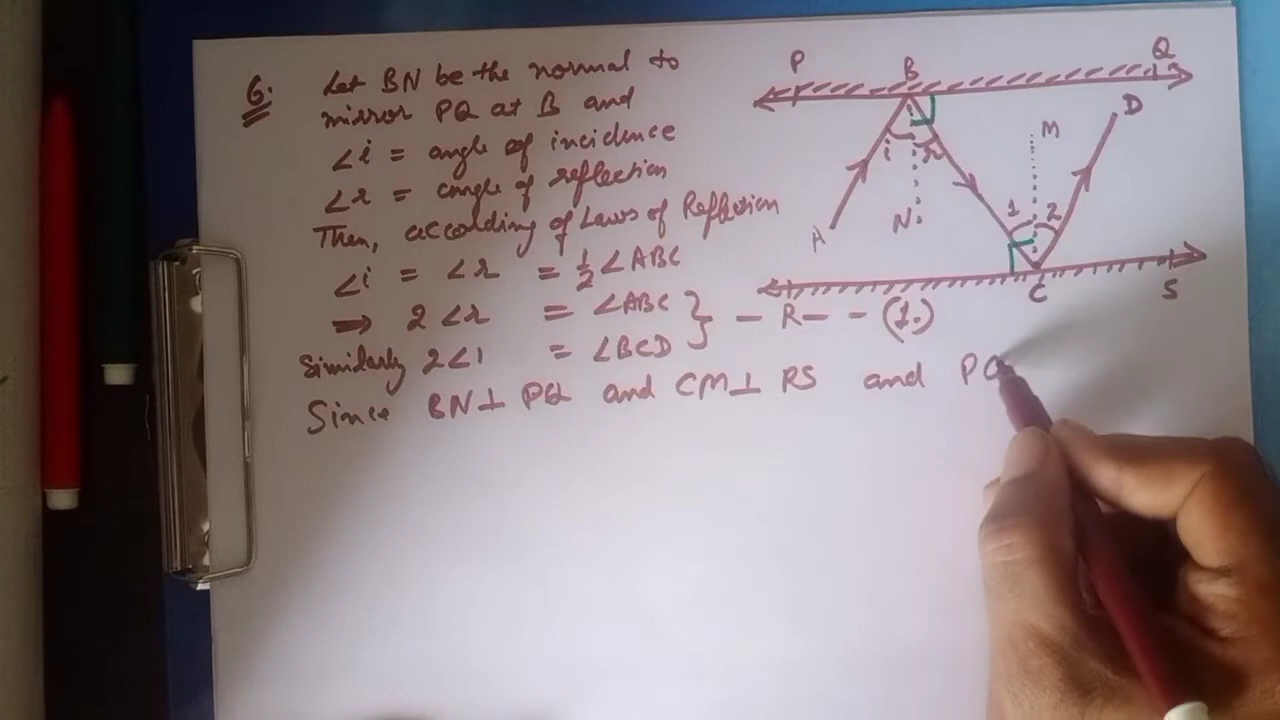 6. Let BN be the normal to
mirror PQ at B and
∠i = angle of incidence
∠r = angle of reflection
Then, according of Laws of Reflection
∠i = ∠r = 1/2 ∠ABC
⇒ 2∠r = ∠ABC } — — — (1.)
Similarly 2∠1 = ∠BCD
Since BN ⊥ PQ and CM ⊥ RS and PQ
P B Q
D
M
i r
A N
1 2
R C S